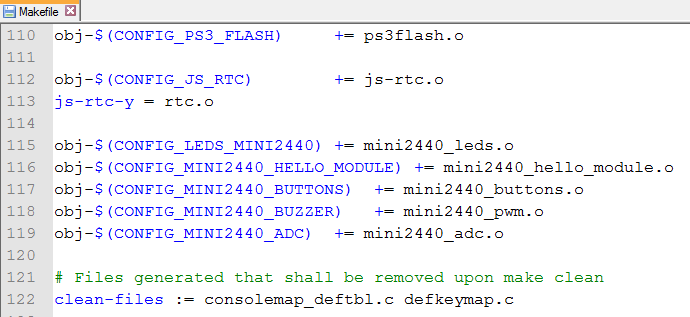 Makefile
110 obj-$(CONFIG_PS3_FLASH) += ps3flash.o
111
112 obj-$(CONFIG_JS_RTC) += js-rtc.o
113 js-rtc-y = rtc.o
114
115 obj-$(CONFIG_LEDS_MINI2440) += mini2440_leds.o
116 obj-$(CONFIG_MINI2440_HELLO_MODULE) += mini2440_hello_module.o
117 obj-$(CONFIG_MINI2440_BUTTONS) += mini2440_buttons.o
118 obj-$(CONFIG_MINI2440_BUZZER) += mini2440_pwm.o
119 obj-$(CONFIG_MINI2440_ADC) += mini2440_adc.o
120
121 # Files generated that shall be removed upon make clean
122 clean-files := consolemap_deftbl.c defkeymap.c